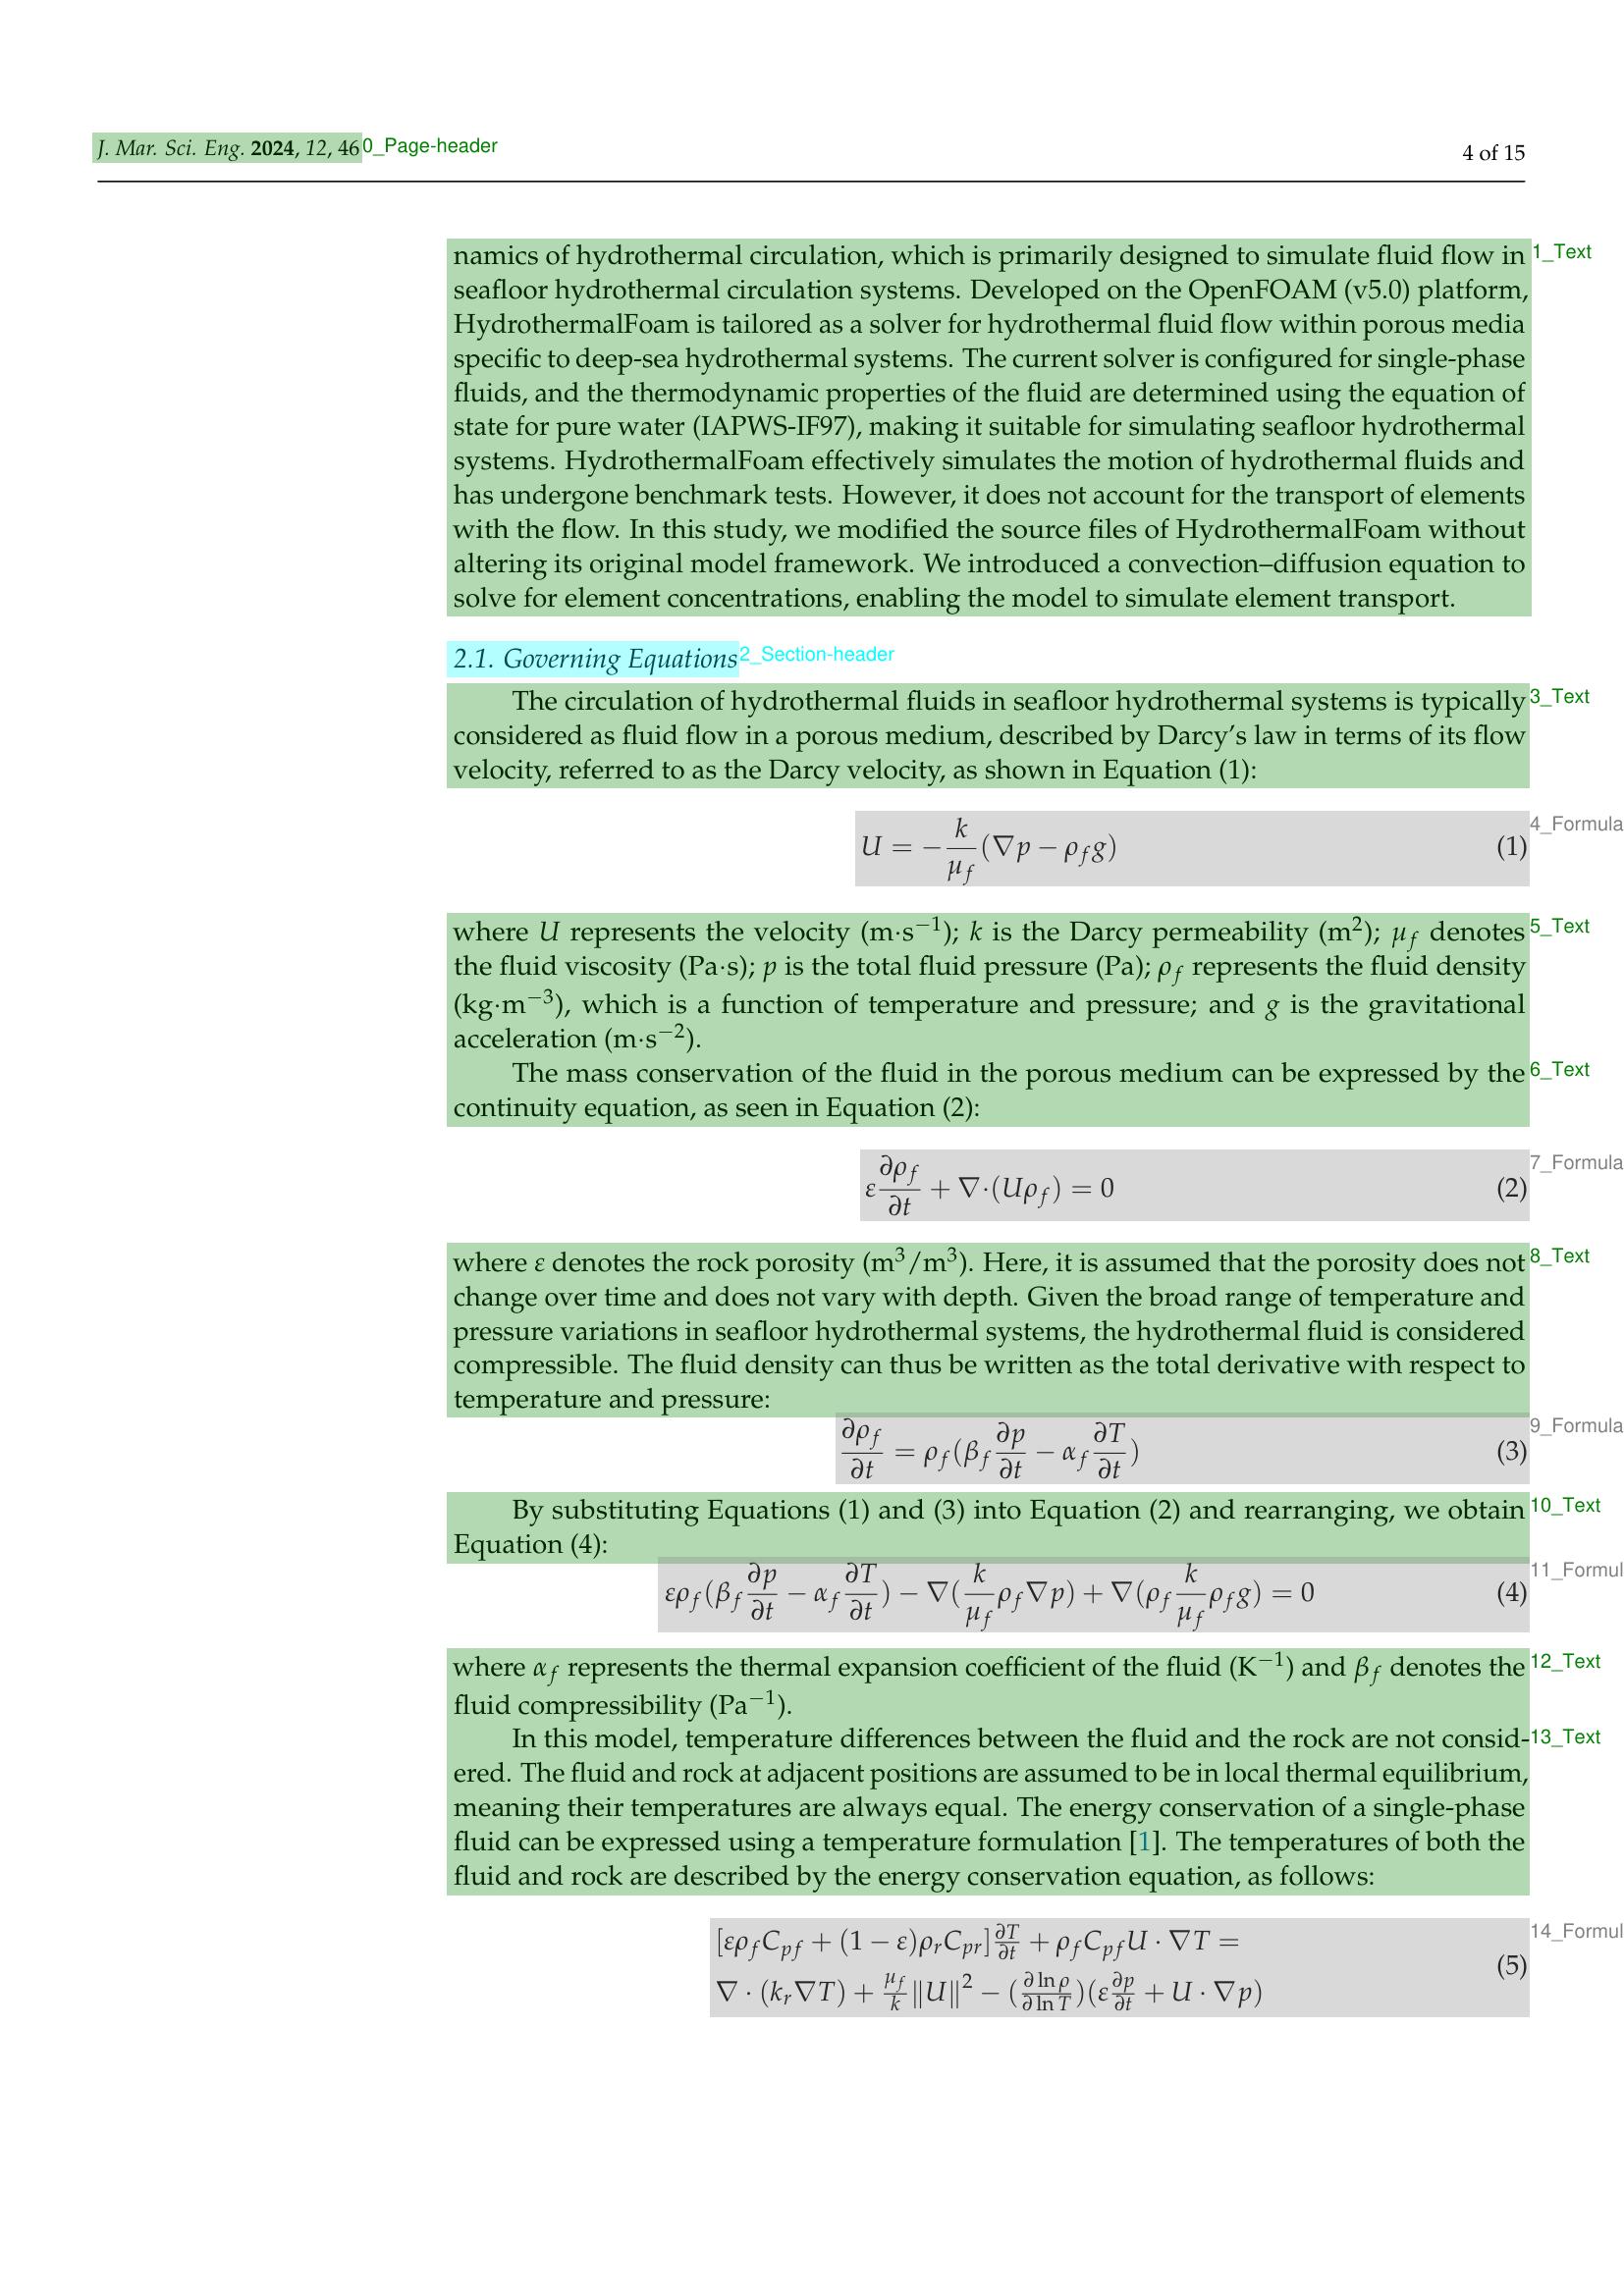 J. Mar. Sci. Eng. 2024, 12, 46 0_Page-header 4 of 15
namics of hydrothermal circulation, which is primarily designed to simulate fluid flow in 1_Text
seafloor hydrothermal circulation systems. Developed on the OpenFOAM (v5.0) platform,
HydrothermalFoam is tailored as a solver for hydrothermal fluid flow within porous media
specific to deep-sea hydrothermal systems. The current solver is configured for single-phase
fluids, and the thermodynamic properties of the fluid are determined using the equation of
state for pure water (IAPWS-IF97), making it suitable for simulating seafloor hydrothermal
systems. HydrothermalFoam effectively simulates the motion of hydrothermal fluids and
has undergone benchmark tests. However, it does not account for the transport of elements
with the flow. In this study, we modified the source files of HydrothermalFoam without
altering its original model framework. We introduced a convection–diffusion equation to
solve for element concentrations, enabling the model to simulate element transport.
2.1. Governing Equations 2_Section-header
The circulation of hydrothermal fluids in seafloor hydrothermal systems is typically 3_Text
considered as fluid flow in a porous medium, described by Darcy's law in terms of its flow
velocity, referred to as the Darcy velocity, as shown in Equation (1):
U = −k/μ_f (∇p − ρ_f g) (1) 4_Formula
where U represents the velocity (m·s⁻¹); k is the Darcy permeability (m²); μ_f denotes 5_Text
the fluid viscosity (Pa·s); p is the total fluid pressure (Pa); ρ_f represents the fluid density
(kg·m⁻³), which is a function of temperature and pressure; and g is the gravitational
acceleration (m·s⁻²).
The mass conservation of the fluid in the porous medium can be expressed by the 6_Text
continuity equation, as seen in Equation (2):
ε ∂ρ_f/∂t + ∇·(Uρ_f) = 0 (2) 7_Formula
where ε denotes the rock porosity (m³/m³). Here, it is assumed that the porosity does not 8_Text
change over time and does not vary with depth. Given the broad range of temperature and
pressure variations in seafloor hydrothermal systems, the hydrothermal fluid is considered
compressible. The fluid density can thus be written as the total derivative with respect to
temperature and pressure:
∂ρ_f/∂t = ρ_f(β_f ∂p/∂t − α_f ∂T/∂t) (3) 9_Formula
By substituting Equations (1) and (3) into Equation (2) and rearranging, we obtain 10_Text
Equation (4):
ερ_f(β_f ∂p/∂t − α_f ∂T/∂t) − ∇(k/μ_f ρ_f∇p) + ∇(ρ_f k/μ_f ρ_f g) = 0 (4) 11_Formul
where α_f represents the thermal expansion coefficient of the fluid (K⁻¹) and β_f denotes the 12_Text
fluid compressibility (Pa⁻¹).
In this model, temperature differences between the fluid and the rock are not consid- 13_Text
ered. The fluid and rock at adjacent positions are assumed to be in local thermal equilibrium,
meaning their temperatures are always equal. The energy conservation of a single-phase
fluid can be expressed using a temperature formulation [1]. The temperatures of both the
fluid and rock are described by the energy conservation equation, as follows:
[ερ_f C_pf + (1 − ε)ρ_r C_pr] ∂T/∂t + ρ_f C_pf U · ∇T = 14_Formul
∇ · (k_r∇T) + μ_f/k ‖U‖² − (∂ ln ρ/∂ ln T)(ε ∂p/∂t + U · ∇p) (5)